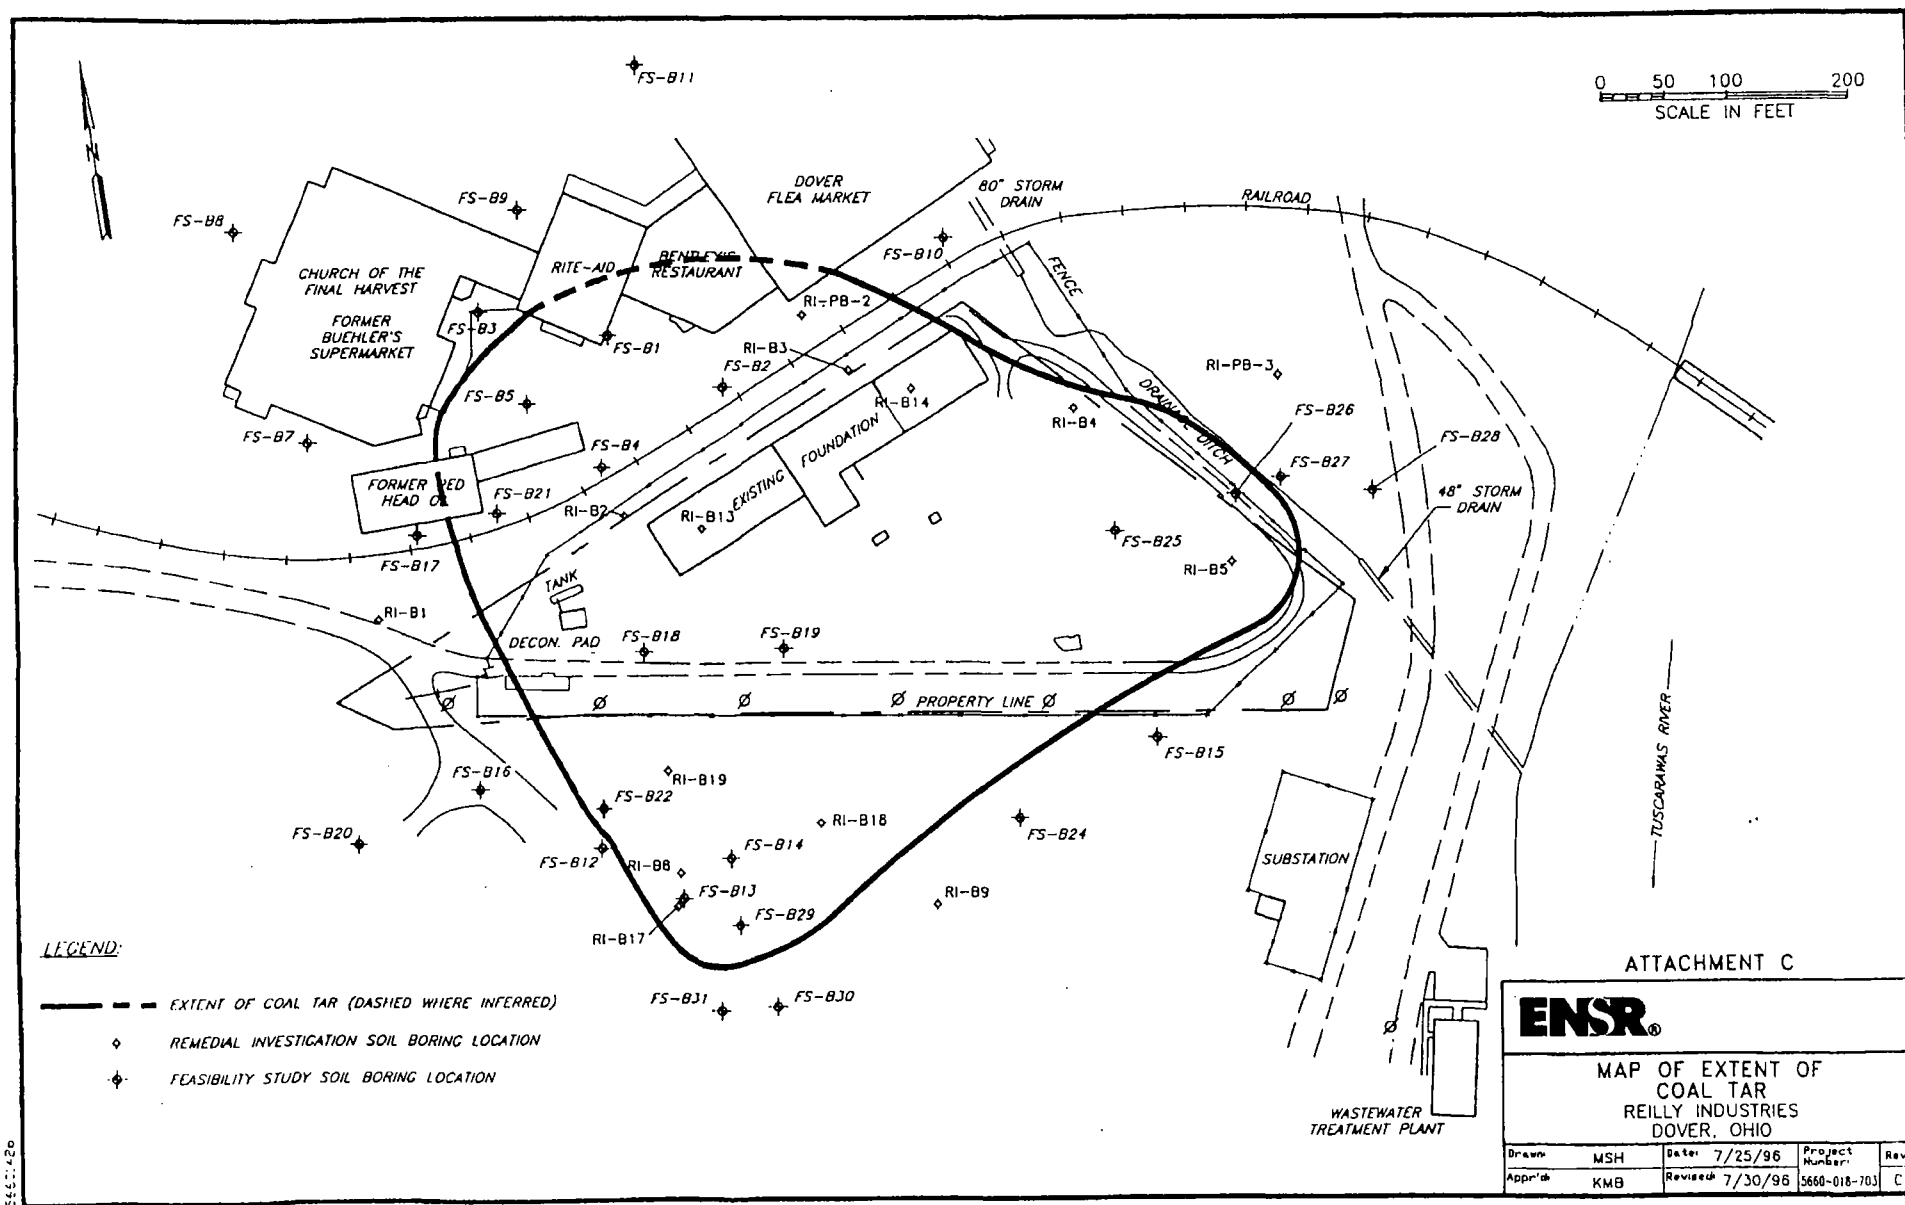 FS-B11
0 50 100 200
SCALE IN FEET
N
DOVER
FLEA MARKET
80" STORM
DRAIN
RAILROAD
FS-B9
FS-B8
RITE-AID
BENTLEY'S
RESTAURANT
FS-B10
FENCE
CHURCH OF THE
FINAL HARVEST
FORMER
BUEHLER'S
SUPERMARKET
FS-B3
RI-PB-2
FS-B1
RI-B3
FS-B2
RI-PB-3
DRAINAGE DITCH
FS-B5
RI-B14
RI-B4
FS-B26
FS-B7
FS-B4
FOUNDATION
FS-B28
FS-B27
FORMER RED
HEAD OIL
FS-B21
EXISTING
48" STORM
DRAIN
RI-B2
RI-B13
FS-B17
FS-B25
RI-B5
TANK
RI-B1
DECON. PAD
FS-B18
FS-B19
PROPERTY LINE
FS-B15
TUSCARAWAS RIVER
FS-B16
RI-B19
FS-B22
RI-B18
FS-B24
FS-B20
FS-B12
FS-B14
SUBSTATION
RI-B8
FS-B13
RI-B9
FS-B29
RI-B17
FS-B31
FS-B30
LEGEND:
EXTENT OF COAL TAR (DASHED WHERE INFERRED)
REMEDIAL INVESTIGATION SOIL BORING LOCATION
FEASIBILITY STUDY SOIL BORING LOCATION
WASTEWATER
TREATMENT PLANT
ATTACHMENT C
ENSR®
MAP OF EXTENT OF
COAL TAR
REILLY INDUSTRIES
DOVER, OHIO
Drawn: MSH Date: 7/25/96 Project Number: Rev
Appr'd: KMB Revised: 7/30/96 5660-018-703 C